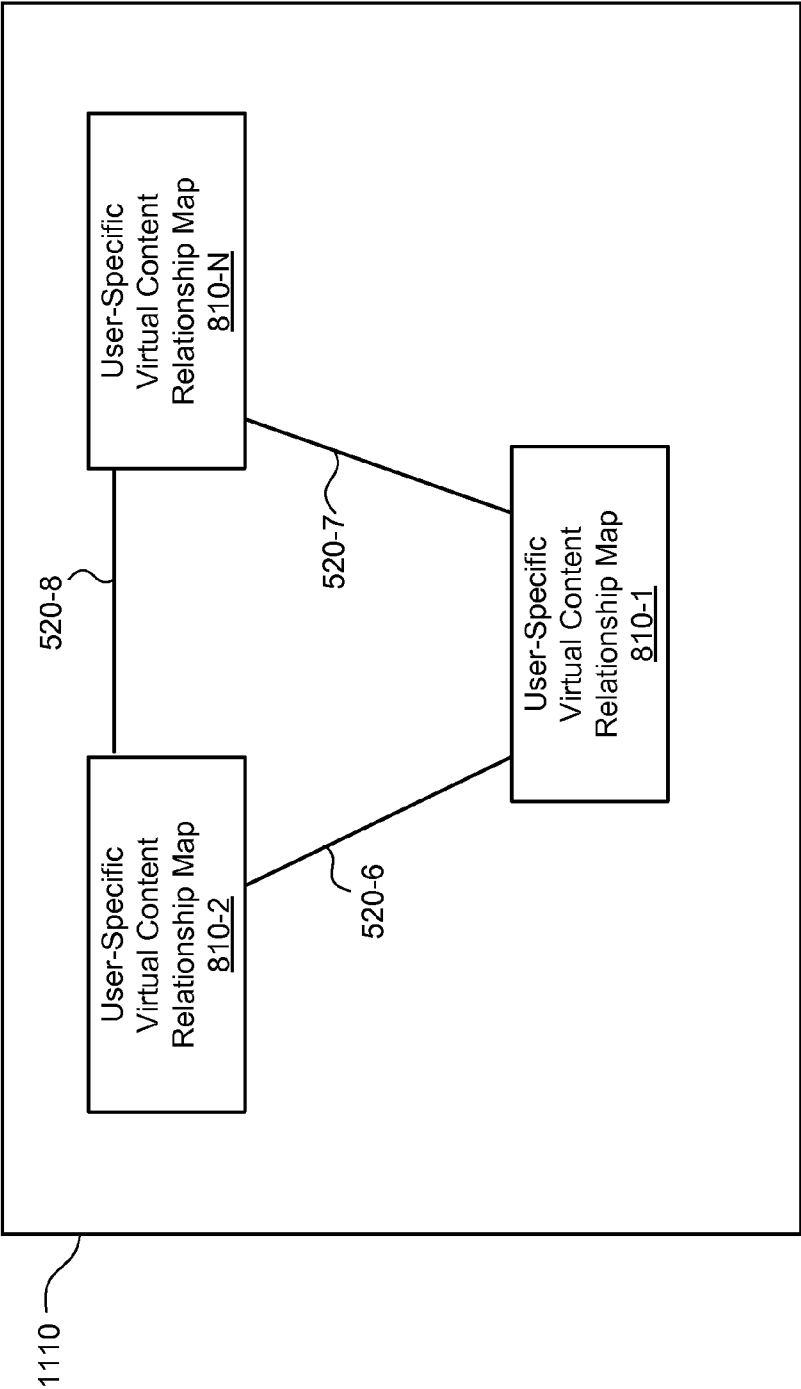 1110
User-Specific
Virtual Content
Relationship Map
810-2
520-8
User-Specific
Virtual Content
Relationship Map
810-N
520-6
520-7
User-Specific
Virtual Content
Relationship Map
810-1